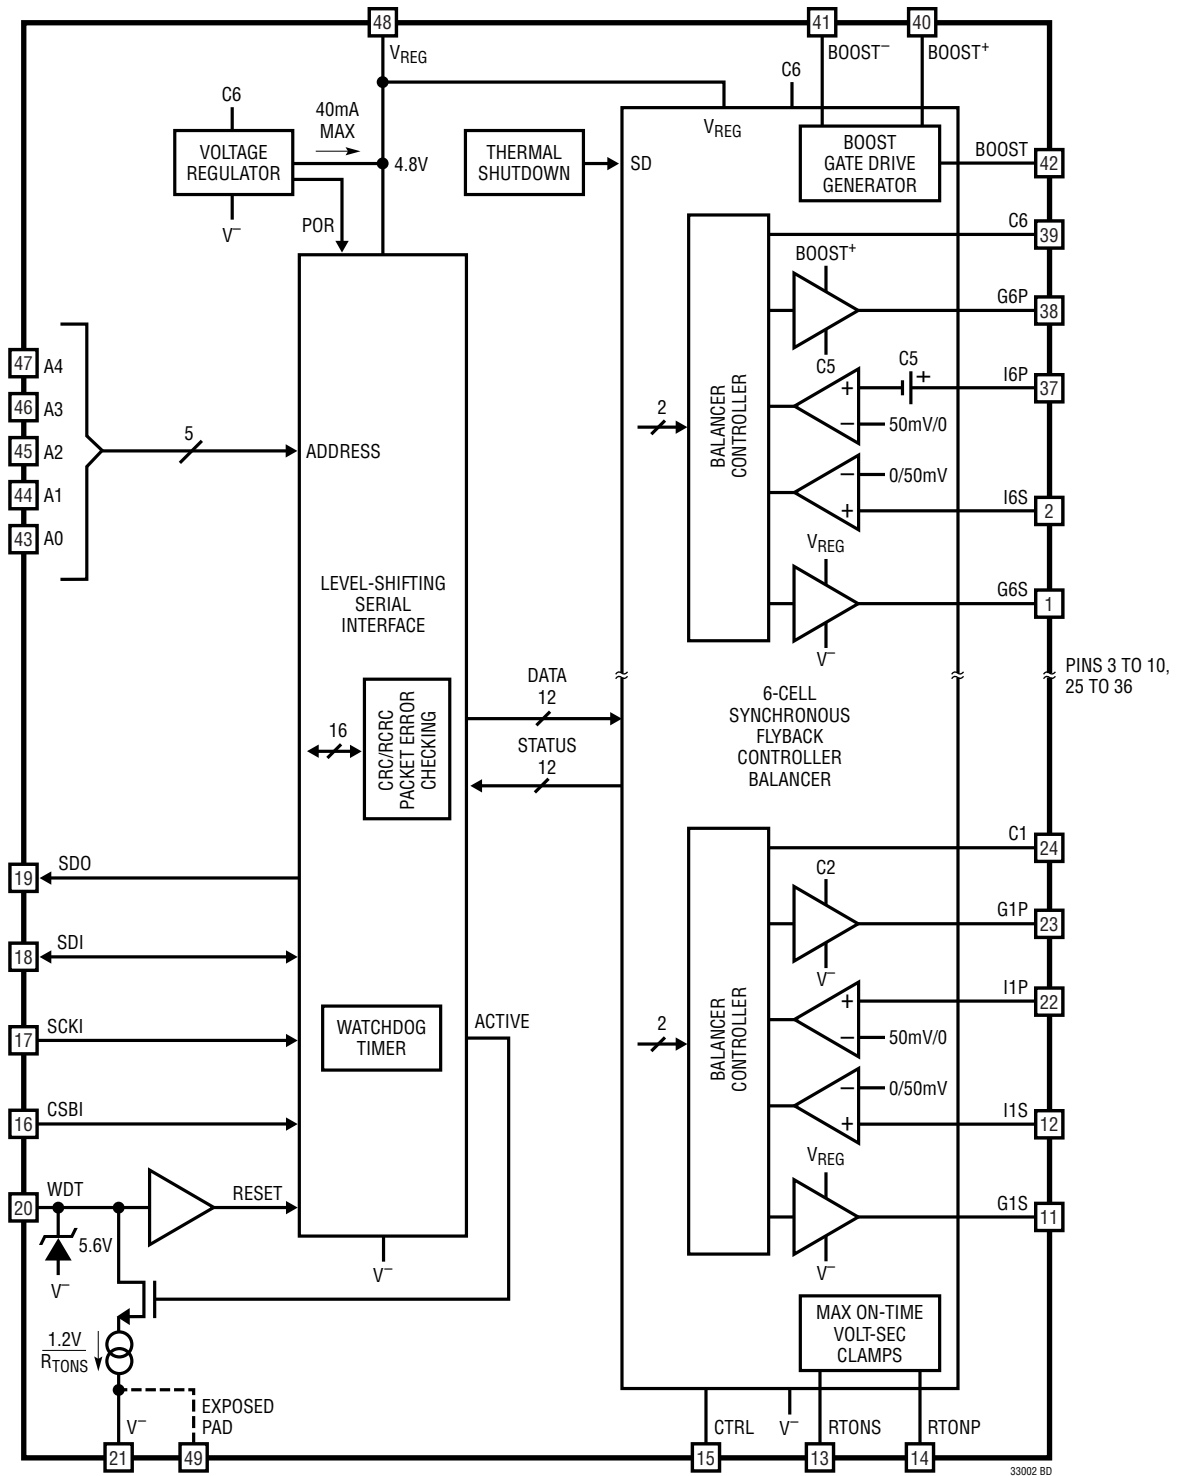 48
41
40
VREG
BOOST–
BOOST+
C6
C6
40mA
MAX
VREG
VOLTAGE
REGULATOR
4.8V
THERMAL
SHUTDOWN
SD
BOOST
GATE DRIVE
GENERATOR
BOOST
42
V–
POR
C6
39
BOOST+
G6P
38
C5
47
A4
46
A3
45
A2
44
A1
43
A0
5
ADDRESS
2
BALANCER
CONTROLLER
C5
+
I6P
37
+
–
50mV/0
–
0/50mV
+
I6S
2
VREG
G6S
1
V–
LEVEL-SHIFTING
SERIAL
INTERFACE
PINS 3 TO 10,
25 TO 36
DATA
12
STATUS
12
16
CRC/RCRC
PACKET ERROR
CHECKING
6-CELL
SYNCHRONOUS
FLYBACK
CONTROLLER
BALANCER
C1
24
19
SDO
C2
G1P
23
V–
18
SDI
I1P
22
+
–
50mV/0
2
BALANCER
CONTROLLER
17
SCKI
WATCHDOG
TIMER
ACTIVE
–
0/50mV
+
I1S
12
16
CSBI
VREG
G1S
11
V–
20
WDT
RESET
5.6V
V–
V–
1.2V
RTONS
MAX ON-TIME
VOLT-SEC
CLAMPS
EXPOSED
PAD
V–
21
49
CTRL
15
V–
RTONS
13
RTONP
14
33002 BD